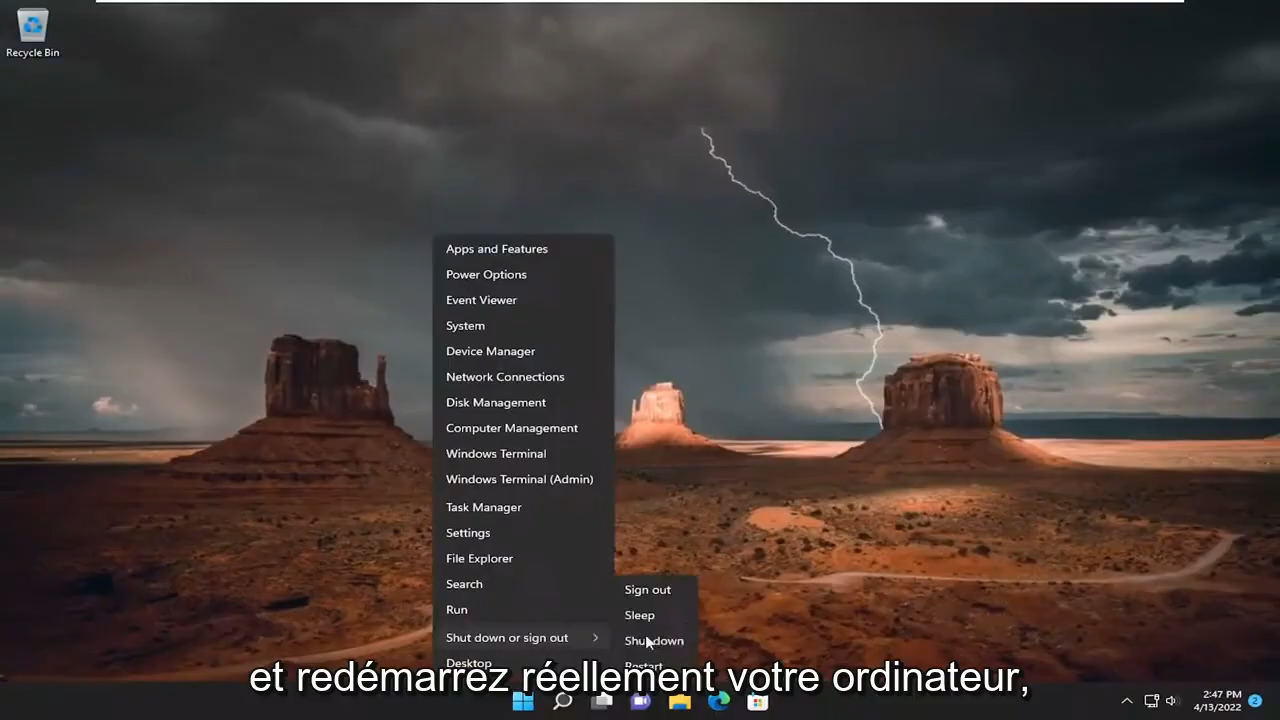 Recycle Bin
Apps and Features
Power Options
Event Viewer
System
Device Manager
Network Connections
Disk Management
Computer Management
Windows Terminal
Windows Terminal (Admin)
Task Manager
Settings
File Explorer
Search
Run
Shut down or sign out
Desktop
Sign out
Sleep
Shut down
Restart
et redémarrez réellement votre ordinateur,
2:47 PM
4/13/2022
2